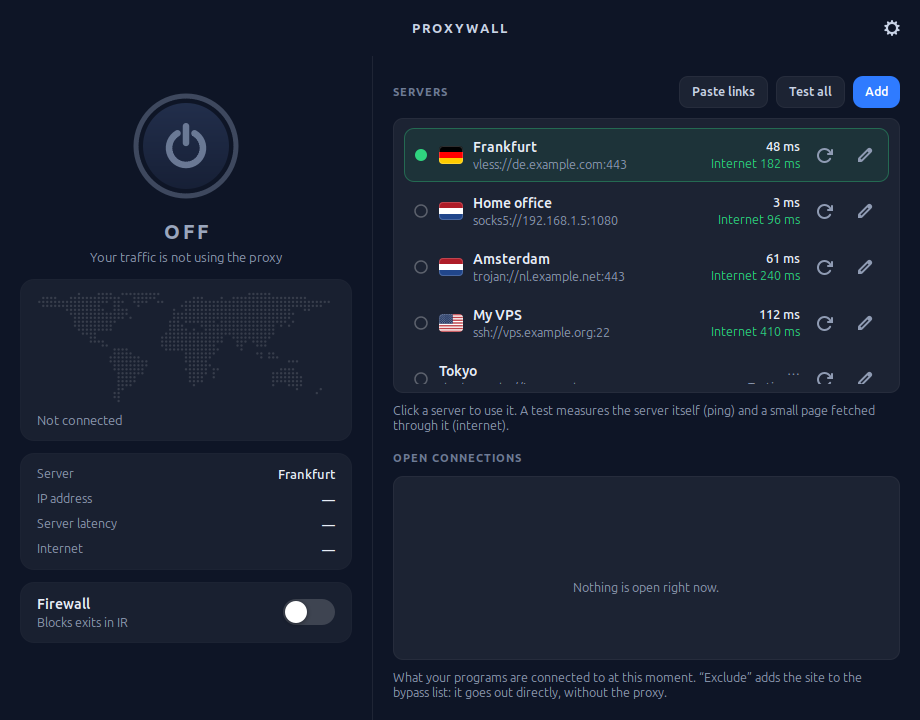 PROXYWALL
OFF
Your traffic is not using the proxy
Not connected
Server Frankfurt
IP address —
Server latency —
Internet —
Firewall
Blocks exits in IR
SERVERS Paste links Test all Add
Frankfurt 48 ms
vless://de.example.com:443 Internet 182 ms
Home office 3 ms
socks5://192.168.1.5:1080 Internet 96 ms
Amsterdam 61 ms
trojan://nl.example.net:443 Internet 240 ms
My VPS 112 ms
ssh://vps.example.org:22 Internet 410 ms
Tokyo ...
Click a server to use it. A test measures the server itself (ping) and a small page fetched
through it (internet).
OPEN CONNECTIONS
Nothing is open right now.
What your programs are connected to at this moment. “Exclude” adds the site to the
bypass list: it goes out directly, without the proxy.